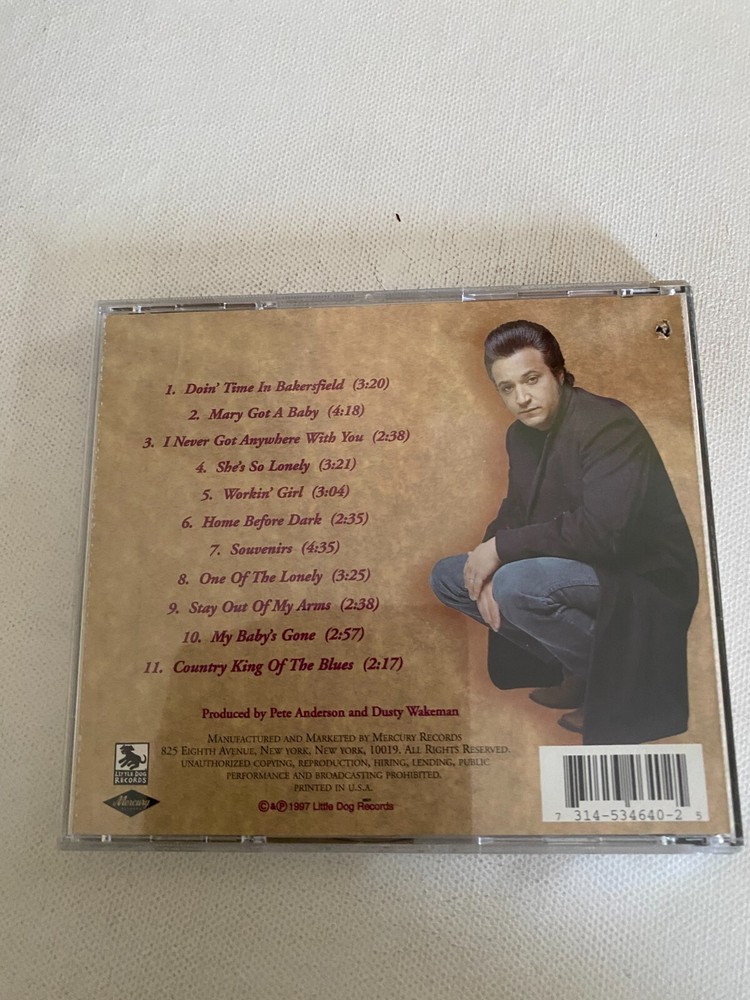 1. Doin' Time In Bakersfield (3:20)
2. Mary Got A Baby (4:18)
3. I Never Got Anywhere With You (2:38)
4. She's So Lonely (3:21)
5. Workin' Girl (3:04)
6. Home Before Dark (2:35)
7. Souvenirs (4:35)
8. One Of The Lonely (3:25)
9. Stay Out Of My Arms (2:38)
10. My Baby's Gone (2:57)
11. Country King Of The Blues (2:17)
Produced by Pete Anderson and Dusty Wakeman
Manufactured and Marketed by Mercury Records
825 Eighth Avenue, New York, New York, 10019. All Rights Reserved.
Unauthorized copying, reproduction, hiring, lending, public
performance and broadcasting prohibited.
Printed in U.S.A.
©&℗1997 Little Dog Records
LITTLE DOG
RECORDS
Mercury
7 314-534640-2 5